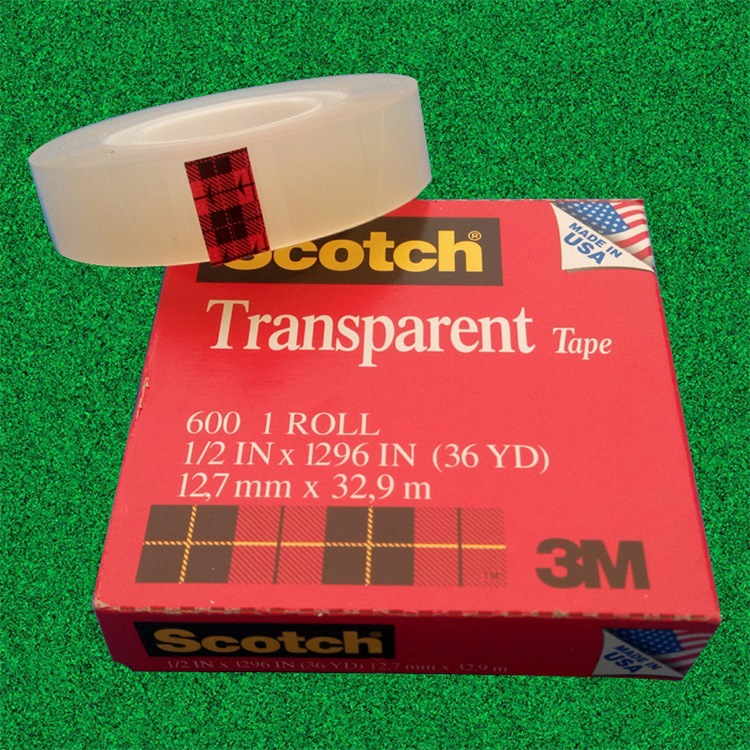 Scotch®
MADE IN
USA
Transparent Tape
600 1 ROLL
1/2 IN x 1296 IN (36 YD)
12,7 mm x 32,9 m
TM
3M
Scotch®
1/2 IN x 1296 IN (36 YD) 12,7 mm x 32,9 m
MADE IN
USA